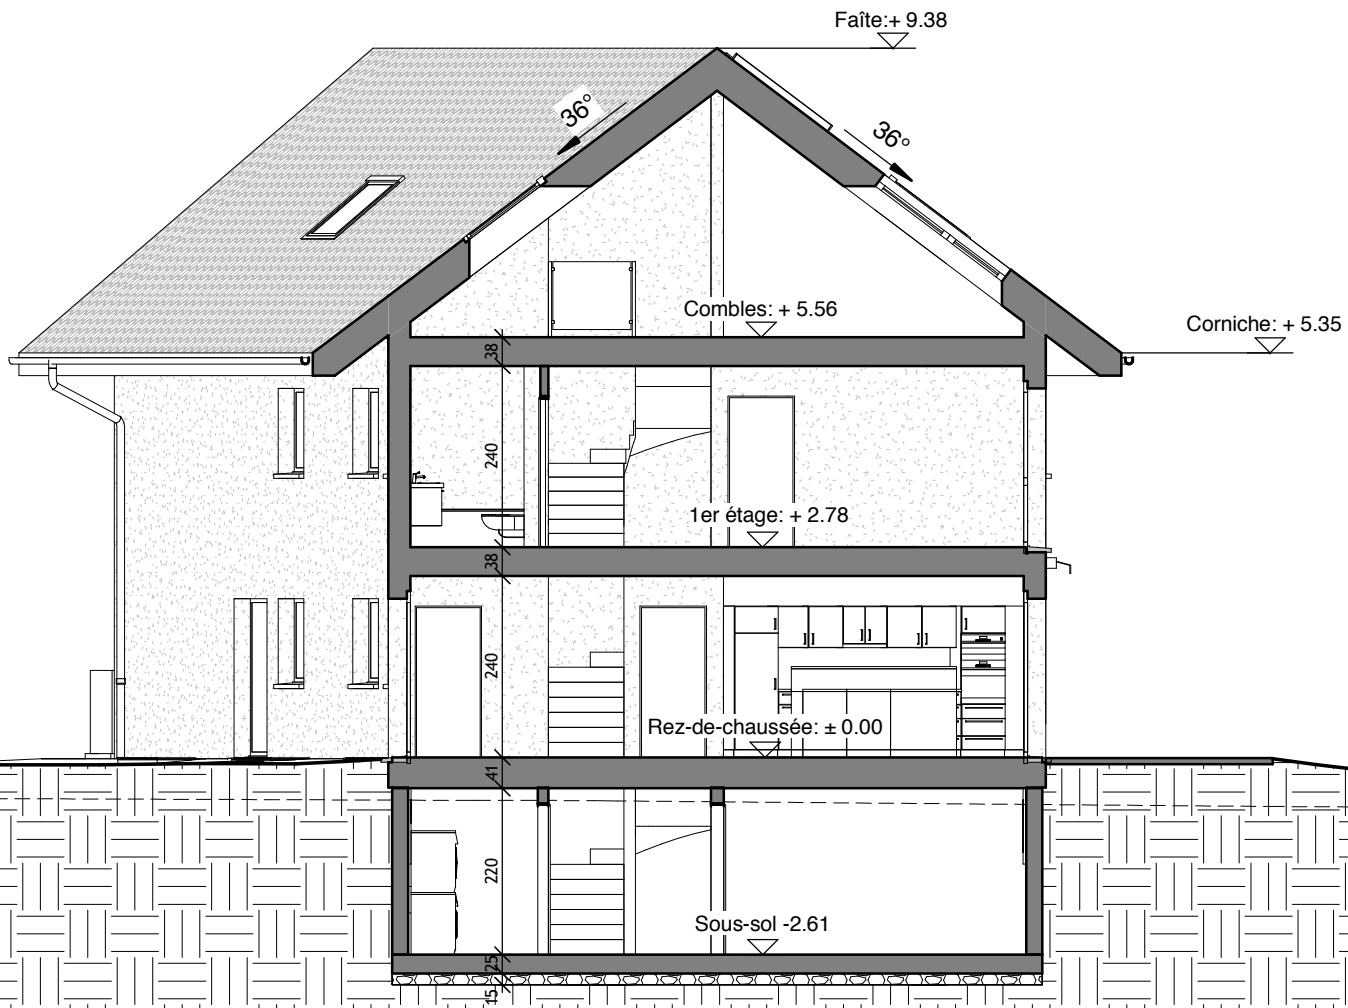 Faîte:+ 9.38
36°
36°
Combles: + 5.56
Corniche: + 5.35
38
240
1er étage: + 2.78
38
240
Rez-de-chaussée: ± 0.00
41
220
Sous-sol -2.61
25
15